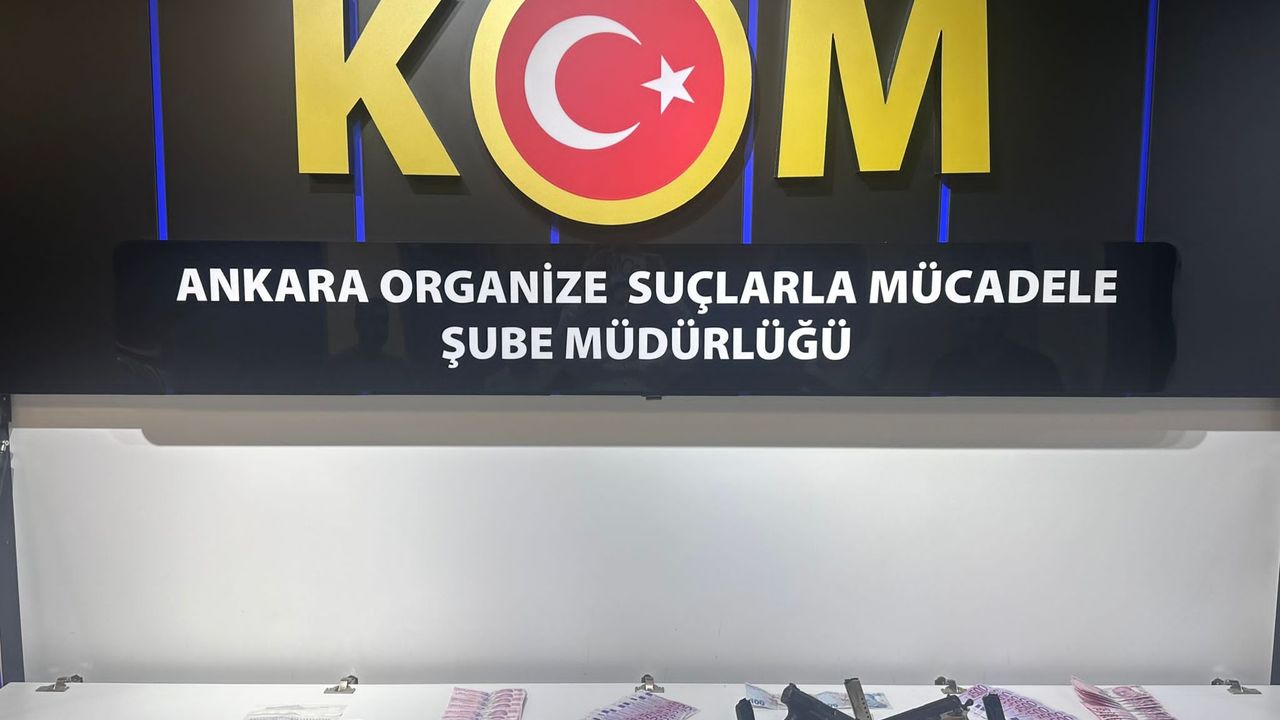 KOM
ANKARA ORGANİZE SUÇLARLA MÜCADELE
ŞUBE MÜDÜRLÜĞÜ